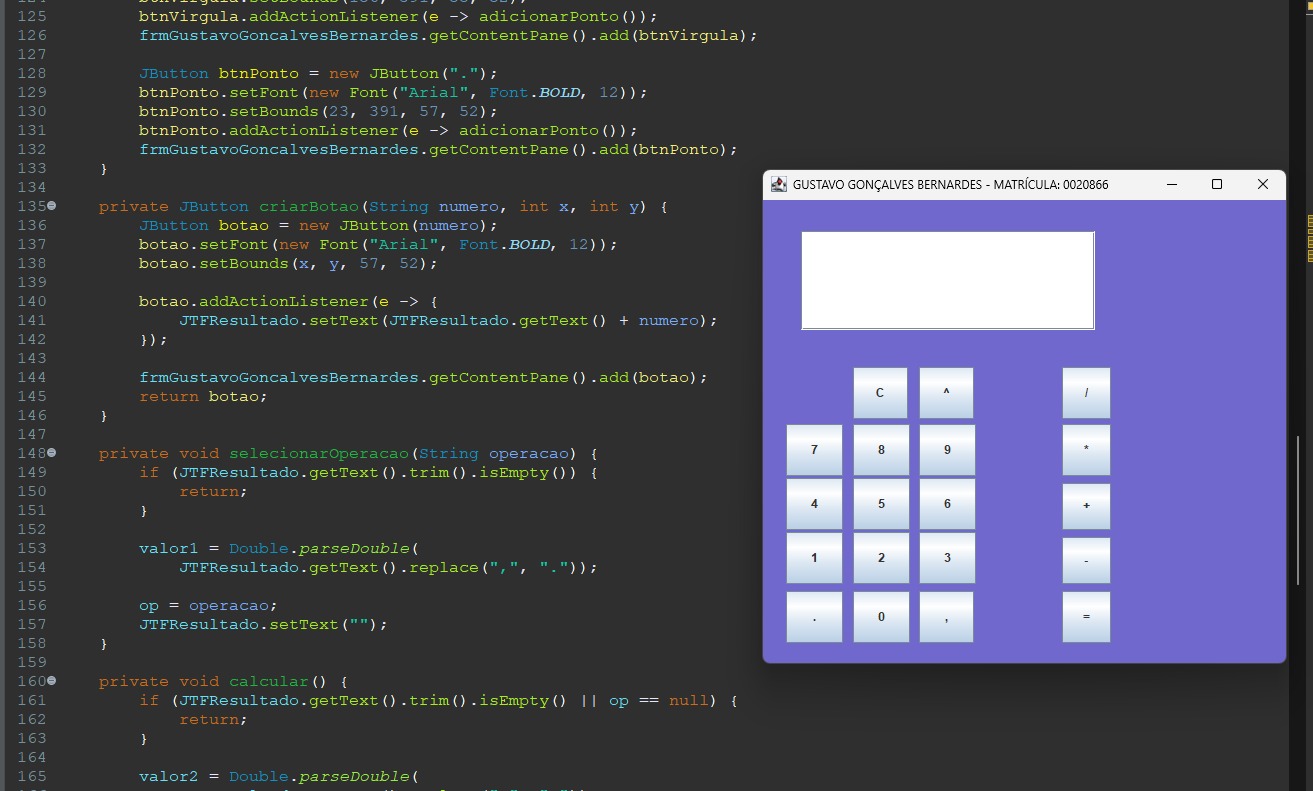 125 btnVirgula.addActionListener(e -> adicionarPonto());
126 frmGustavoGoncalvesBernardes.getContentPane().add(btnVirgula);
127
128 JButton btnPonto = new JButton(".");
129 btnPonto.setFont(new Font("Arial", Font.BOLD, 12));
130 btnPonto.setBounds(23, 391, 57, 52);
131 btnPonto.addActionListener(e -> adicionarPonto());
132 frmGustavoGoncalvesBernardes.getContentPane().add(btnPonto);
133 }
134
135 private JButton criarBotao(String numero, int x, int y) {
136 JButton botao = new JButton(numero);
137 botao.setFont(new Font("Arial", Font.BOLD, 12));
138 botao.setBounds(x, y, 57, 52);
139
140 botao.addActionListener(e -> {
141 JTFResultado.setText(JTFResultado.getText() + numero);
142 });
143
144 frmGustavoGoncalvesBernardes.getContentPane().add(botao);
145 return botao;
146 }
147
148 private void selecionarOperacao(String operacao) {
149 if (JTFResultado.getText().trim().isEmpty()) {
150 return;
151 }
152
153 valor1 = Double.parseDouble(
154 JTFResultado.getText().replace(",", "."));
155
156 op = operacao;
157 JTFResultado.setText("");
158 }
159
160 private void calcular() {
161 if (JTFResultado.getText().trim().isEmpty() || op == null) {
162 return;
163 }
164
165 valor2 = Double.parseDouble(
GUSTAVO GONÇALVES BERNARDES - MATRÍCULA: 0020866
C ^ /
7 8 9 *
4 5 6 +
1 2 3 -
. 0 , =